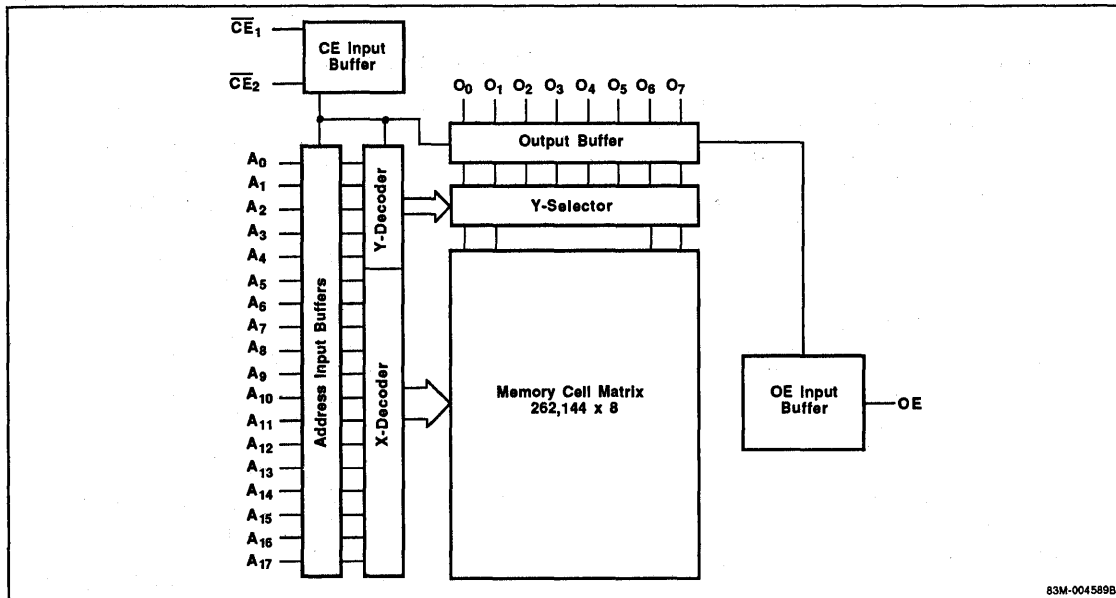 C̅E̅₁
CE Input
Buffer
C̅E̅₂
O₀ O₁ O₂ O₃ O₄ O₅ O₆ O₇
Output Buffer
Y-Selector
Y-Decoder
X-Decoder
Address Input Buffers
A₀
A₁
A₂
A₃
A₄
A₅
A₆
A₇
A₈
A₉
A₁₀
A₁₁
A₁₂
A₁₃
A₁₄
A₁₅
A₁₆
A₁₇
Memory Cell Matrix
262,144 x 8
OE Input
Buffer
OE
83M-004589B